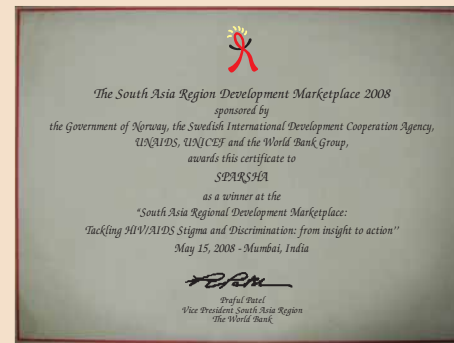 The South Asia Region Development Marketplace 2008
sponsored by
the Government of Norway, the Swedish International Development Cooperation Agency,
UNAIDS, UNICEF and the World Bank Group,
awards this certificate to
SPARSHA
as a winner at the
"South Asia Regional Development Marketplace:
Tackling HIV/AIDS Stigma and Discrimination: from insight to action''
May 15, 2008 - Mumbai, India
Praful Patel
Vice President South Asia Region
The World Bank